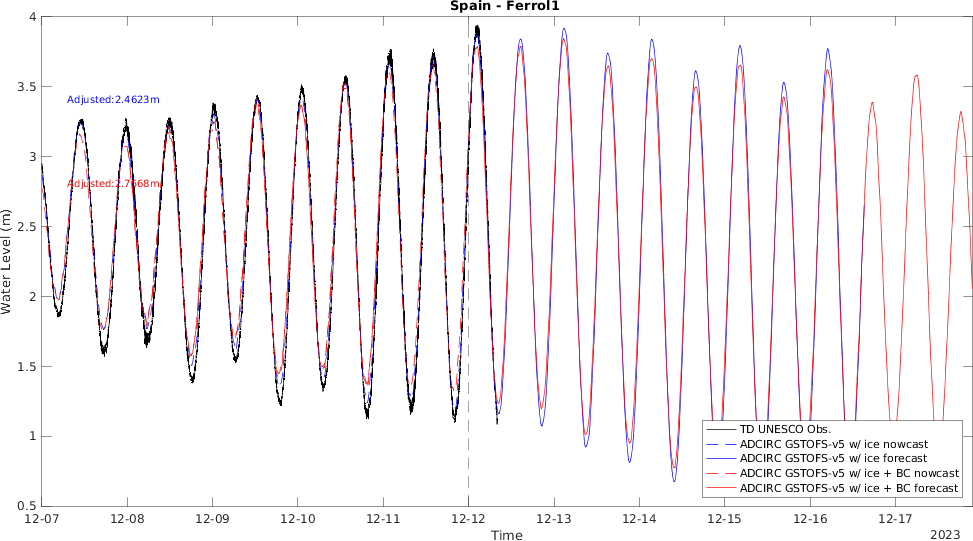 Spain - Ferrol1
4
3.5
3
2.5
2
1.5
1
0.5
Water Level (m)
Adjusted:2.4623m
Adjusted:2.7668m
TD UNESCO Obs.
ADCIRC GSTOFS-v5 w/ ice nowcast
ADCIRC GSTOFS-v5 w/ ice forecast
ADCIRC GSTOFS-v5 w/ ice + BC nowcast
ADCIRC GSTOFS-v5 w/ ice + BC forecast
12-07 12-08 12-09 12-10 12-11 12-12 12-13 12-14 12-15 12-16 12-17
Time
2023